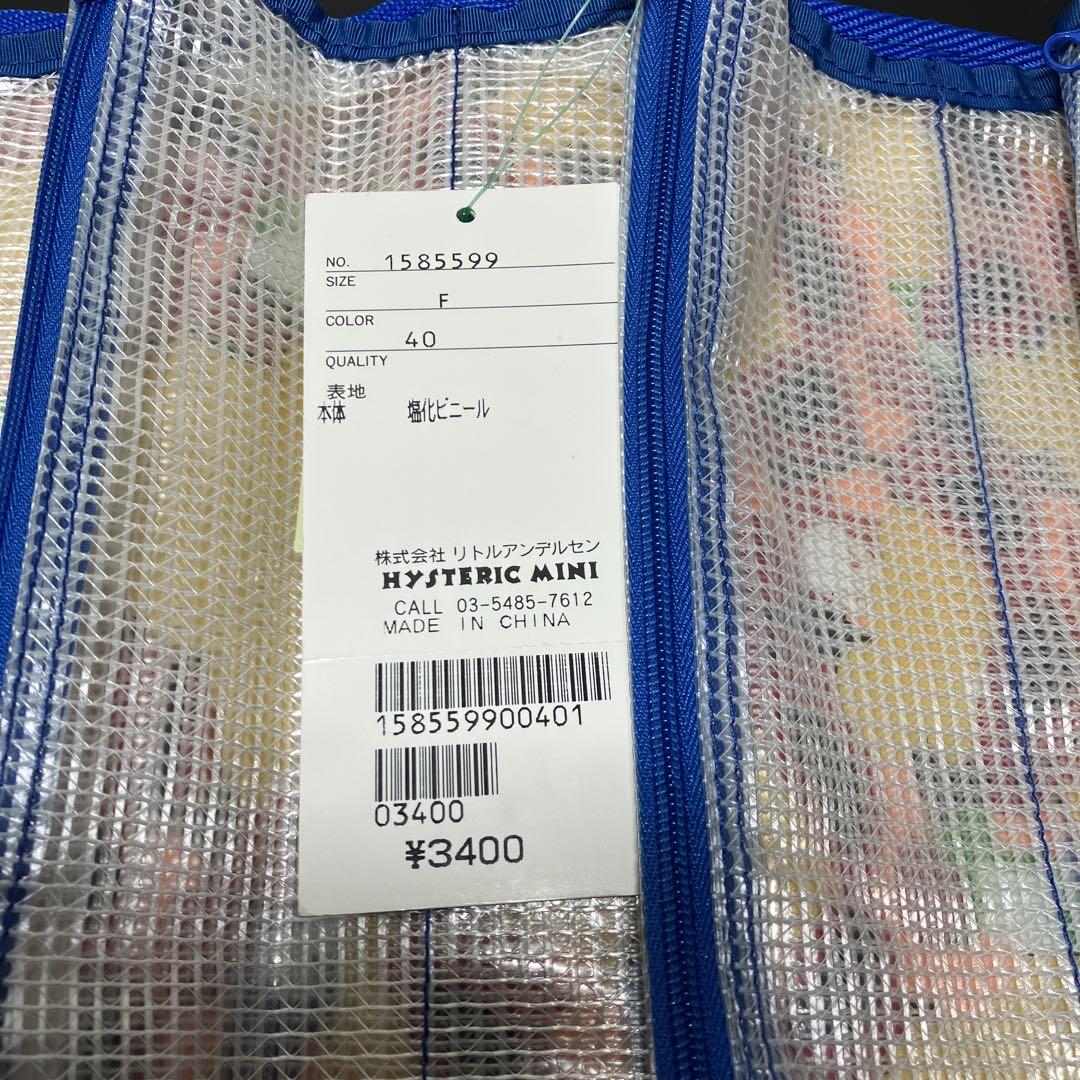 NO. 1585599
SIZE
F
COLOR
40
QUALITY
表地
本体 塩化ビニール
株式会社 リトルアンデルセン
HYSTERIC MINI
CALL 03-5485-7612
MADE IN CHINA
158559900401
03400
¥3400